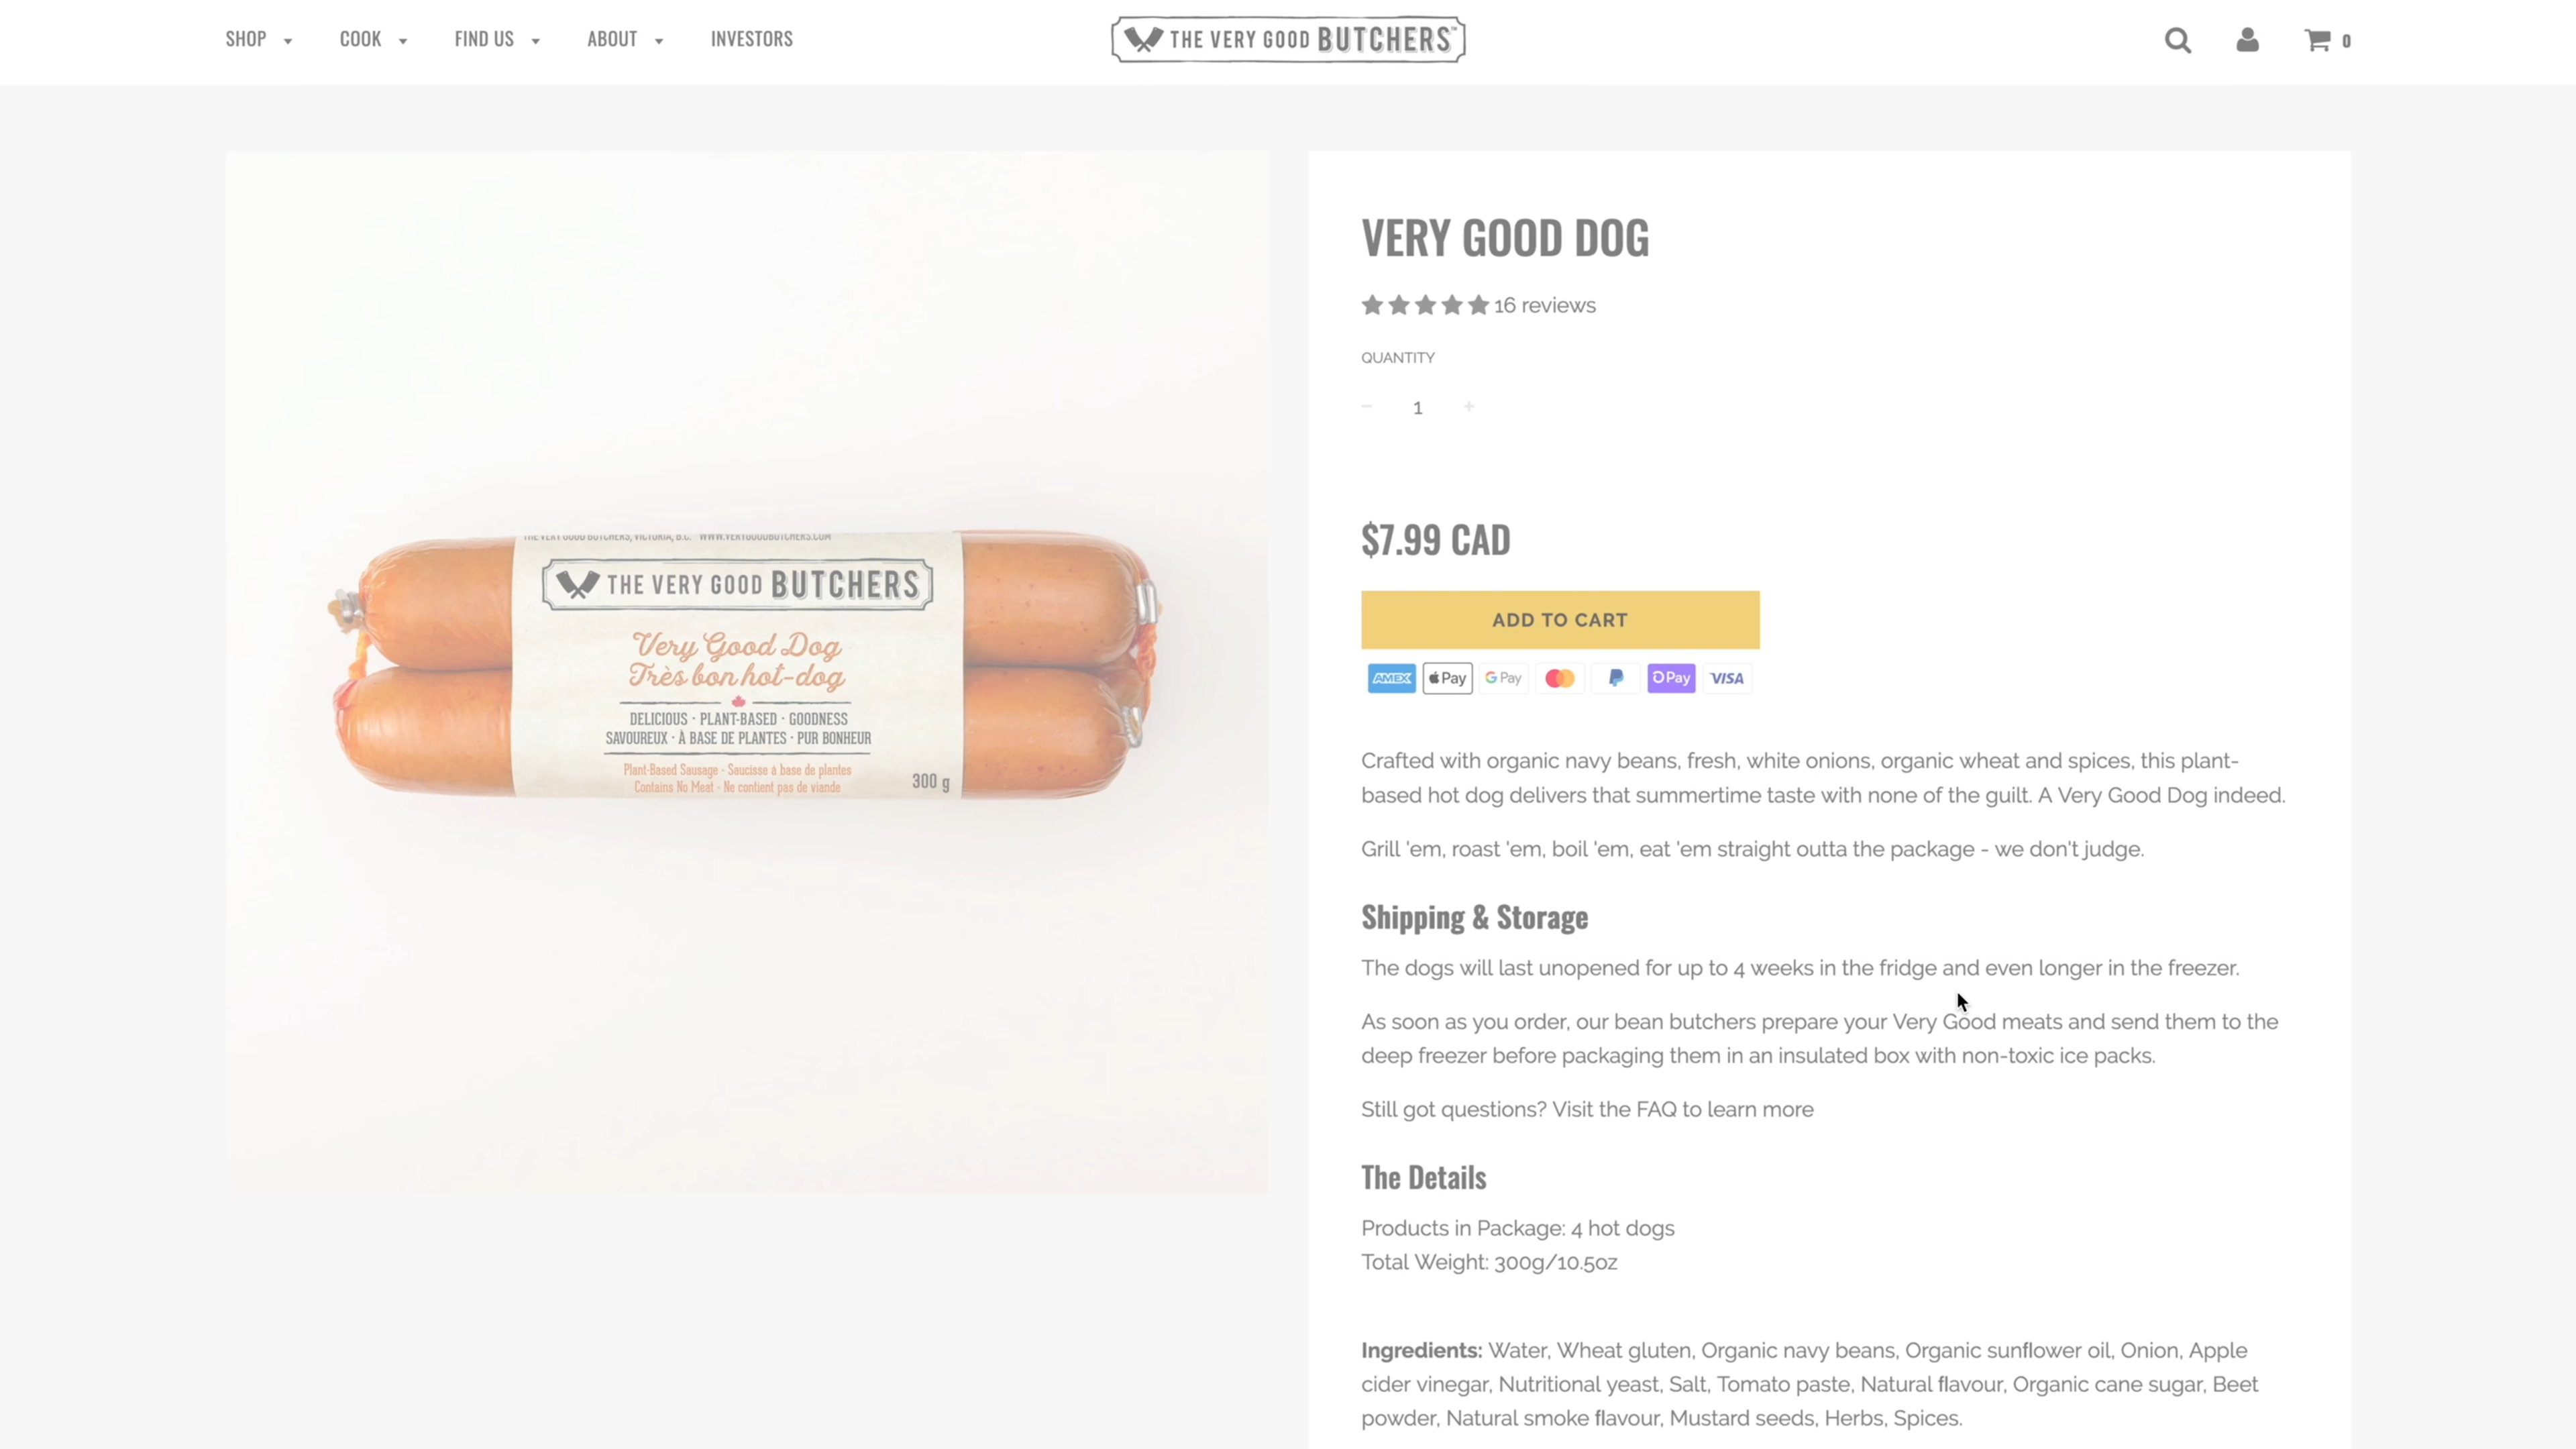 SHOP
COOK
FIND US
ABOUT
INVESTORS
THE VERY GOOD BUTCHERS™
0
THE VERY GOOD BUTCHERS, VICTORIA, B.C. WWW.VERYGOODBUTCHERS.COM
THE VERY GOOD BUTCHERS
Very Good Dog
Très bon hot-dog
DELICIOUS · PLANT-BASED · GOODNESS
SAVOUREUX · À BASE DE PLANTES · PUR BONHEUR
Plant-Based Sausage - Saucisse à base de plantes
Contains No Meat - Ne contient pas de viande
300 g
VERY GOOD DOG
16 reviews
QUANTITY
− 1 +
$7.99 CAD
ADD TO CART
AMEX Pay G Pay Pay VISA
Crafted with organic navy beans, fresh, white onions, organic wheat and spices, this plant-
based hot dog delivers that summertime taste with none of the guilt. A Very Good Dog indeed.
Grill 'em, roast 'em, boil 'em, eat 'em straight outta the package - we don't judge.
Shipping & Storage
The dogs will last unopened for up to 4 weeks in the fridge and even longer in the freezer.
As soon as you order, our bean butchers prepare your Very Good meats and send them to the
deep freezer before packaging them in an insulated box with non-toxic ice packs.
Still got questions? Visit the FAQ to learn more
The Details
Products in Package: 4 hot dogs
Total Weight: 300g/10.5oz
Ingredients: Water, Wheat gluten, Organic navy beans, Organic sunflower oil, Onion, Apple
cider vinegar, Nutritional yeast, Salt, Tomato paste, Natural flavour, Organic cane sugar, Beet
powder, Natural smoke flavour, Mustard seeds, Herbs, Spices.